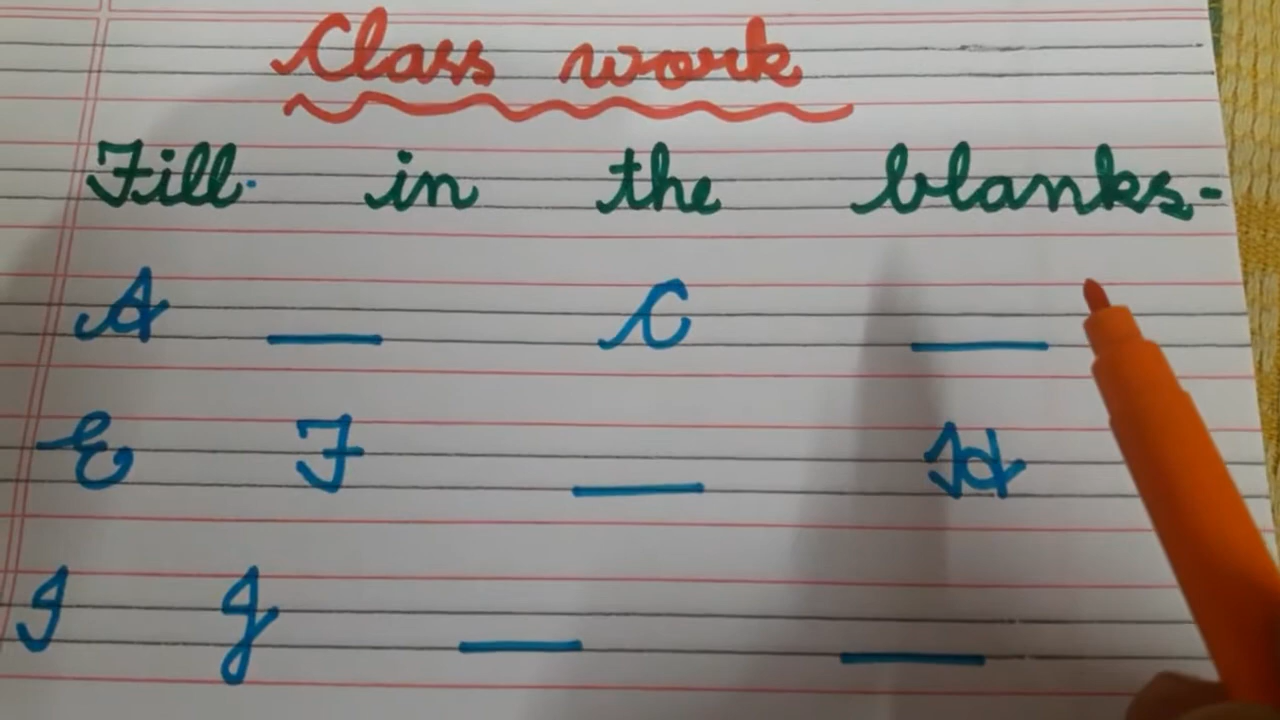 Class work
Fill in the blanks-
A __ C __
E F __ H
I J __ __